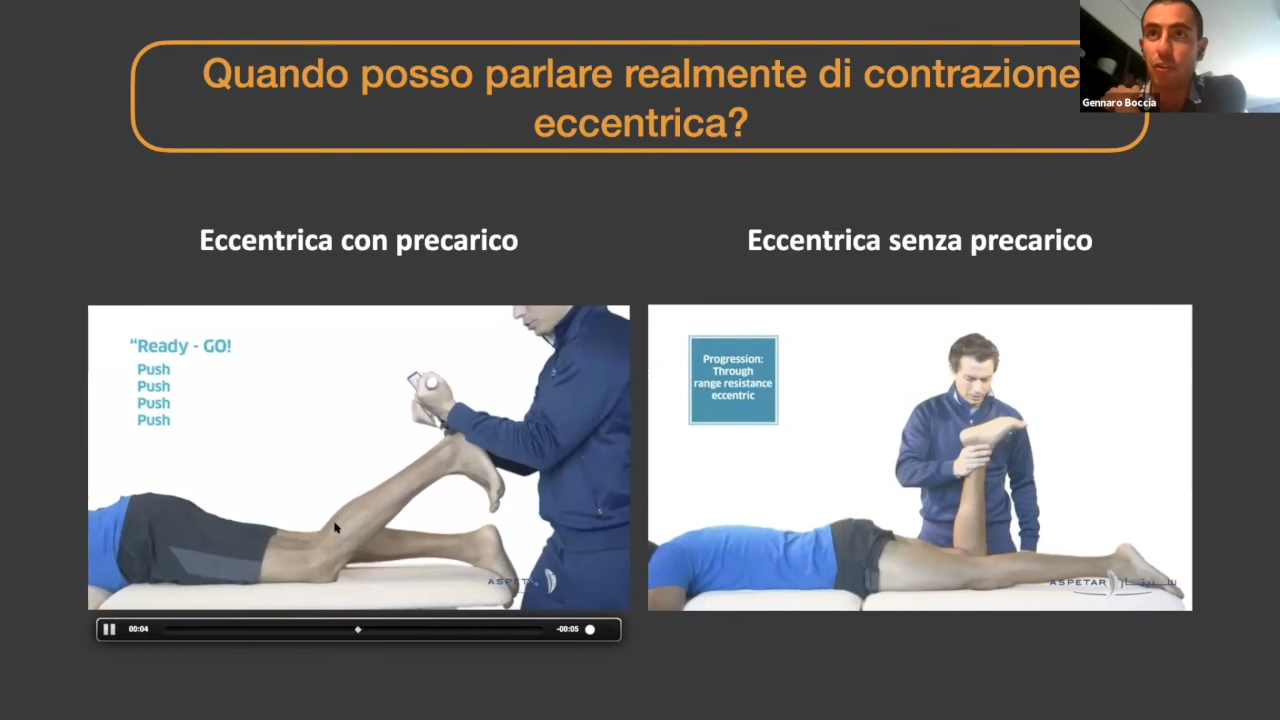 Quando posso parlare realmente di contrazione
eccentrica?
Gennaro Boccia
Eccentrica con precarico
Eccentrica senza precarico
“Ready - GO!
Push
Push
Push
Push
Progression:
Through
range resistance
eccentric
ASPETAR
00:04
-00:05